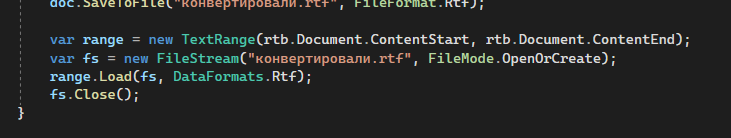 doc.SaveToFile("конвертировали.rtf", FileFormat.Rtf);
var range = new TextRange(rtb.Document.ContentStart, rtb.Document.ContentEnd);
var fs = new FileStream("конвертировали.rtf", FileMode.OpenOrCreate);
range.Load(fs, DataFormats.Rtf);
fs.Close();
}